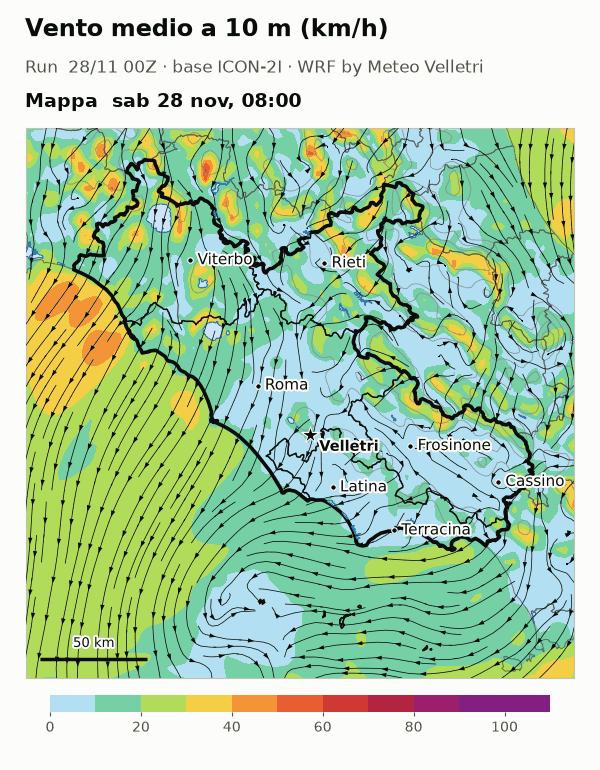 Vento medio a 10 m (km/h)
Run  28/11 00Z · base ICON-2I · WRF by Meteo Velletri
Mappa  sab 28 nov, 08:00
Viterbo
Rieti
Roma
Velletri
Frosinone
Cassino
Latina
Terracina
50 km
0 20 40 60 80 100